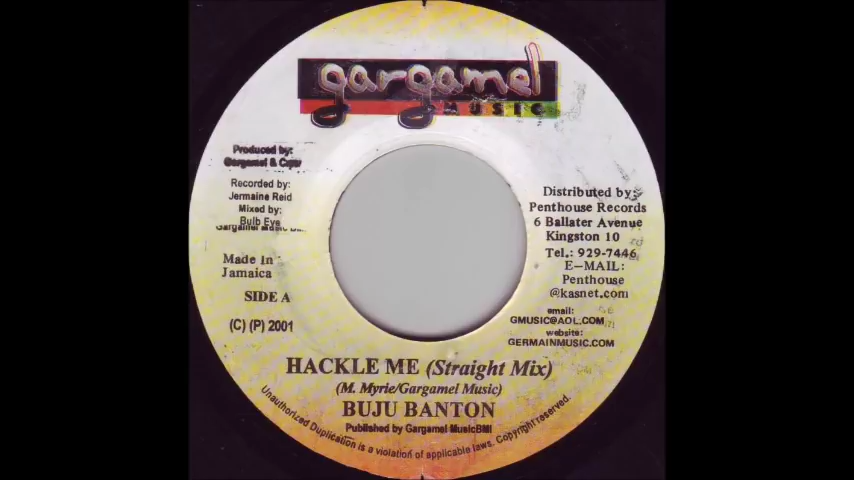 gargamel
MUSIC
Produced by:
Gargamel &
Recorded by:
Jermaine Reid
Mixed by:
Bulb Eye
Gargamel Music
Made In
Jamaica
SIDE A
(C) (P) 2001
Distributed by:
Penthouse Records
6 Ballater Avenue
Kingston 10
Tel.: 929-7446
E-MAIL:
Penthouse
@kasnet.com
email:
GMUSIC@AOL.COM
website:
GERMAINMUSIC.COM
HACKLE ME (Straight Mix)
(M. Myrie/Gargamel Music)
BUJU BANTON
Published by Gargamel MusicBMI
Unauthorized Duplication is a violation of applicable laws. Copyright reserved.